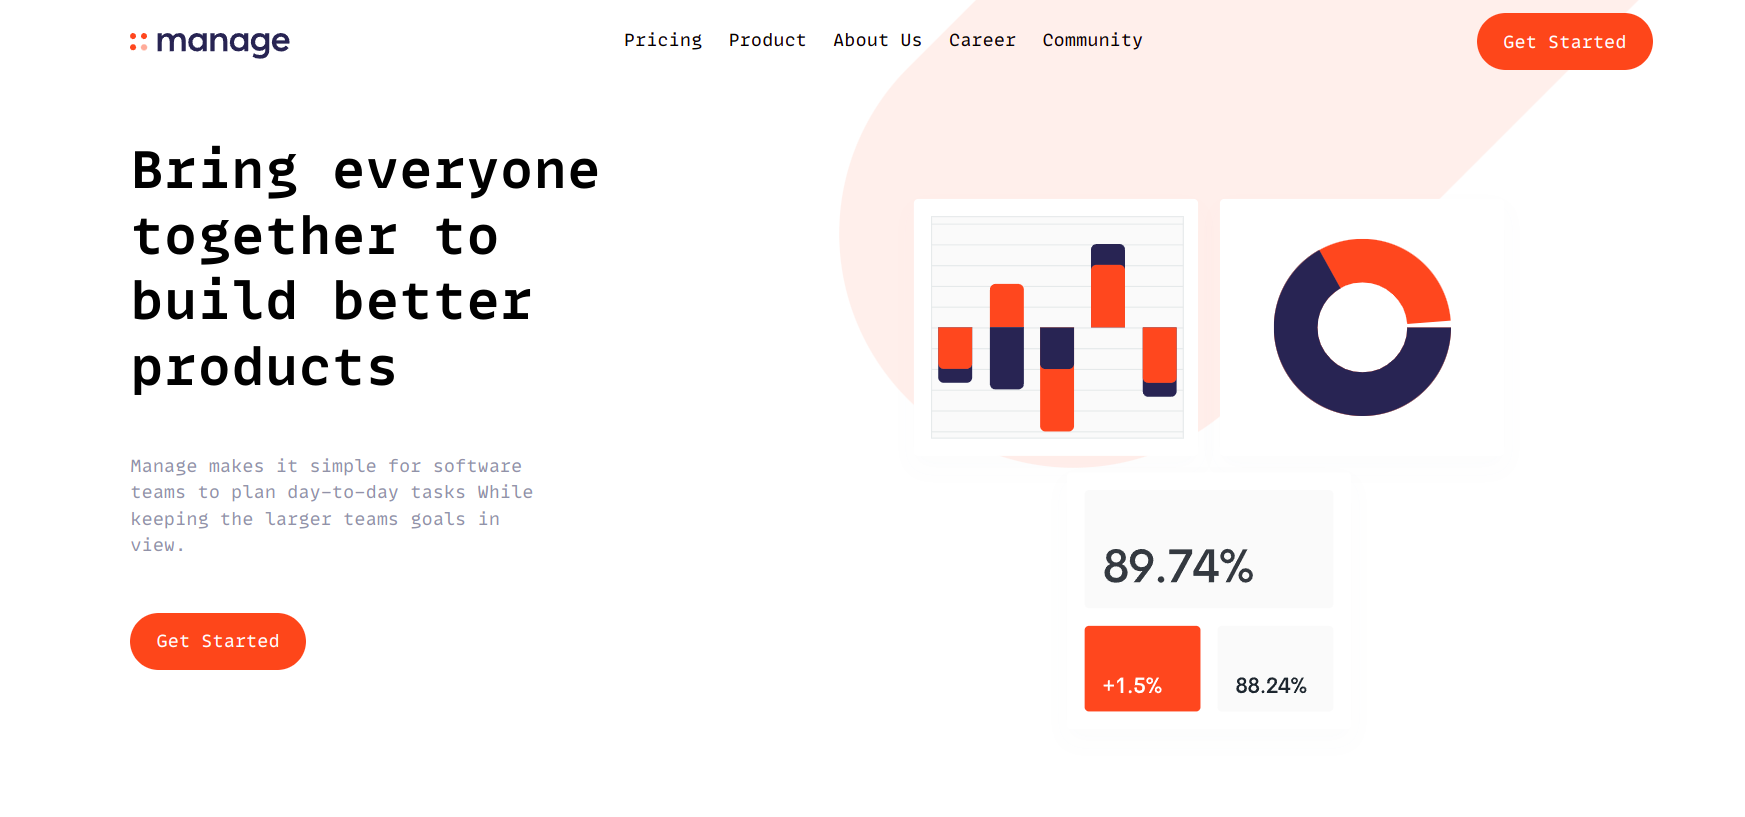 manage
Pricing Product About Us Career Community
Get Started
Bring everyone
together to
build better
products
Manage makes it simple for software
teams to plan day-to-day tasks While
keeping the larger teams goals in
view.
Get Started
89.74%
+1.5%
88.24%